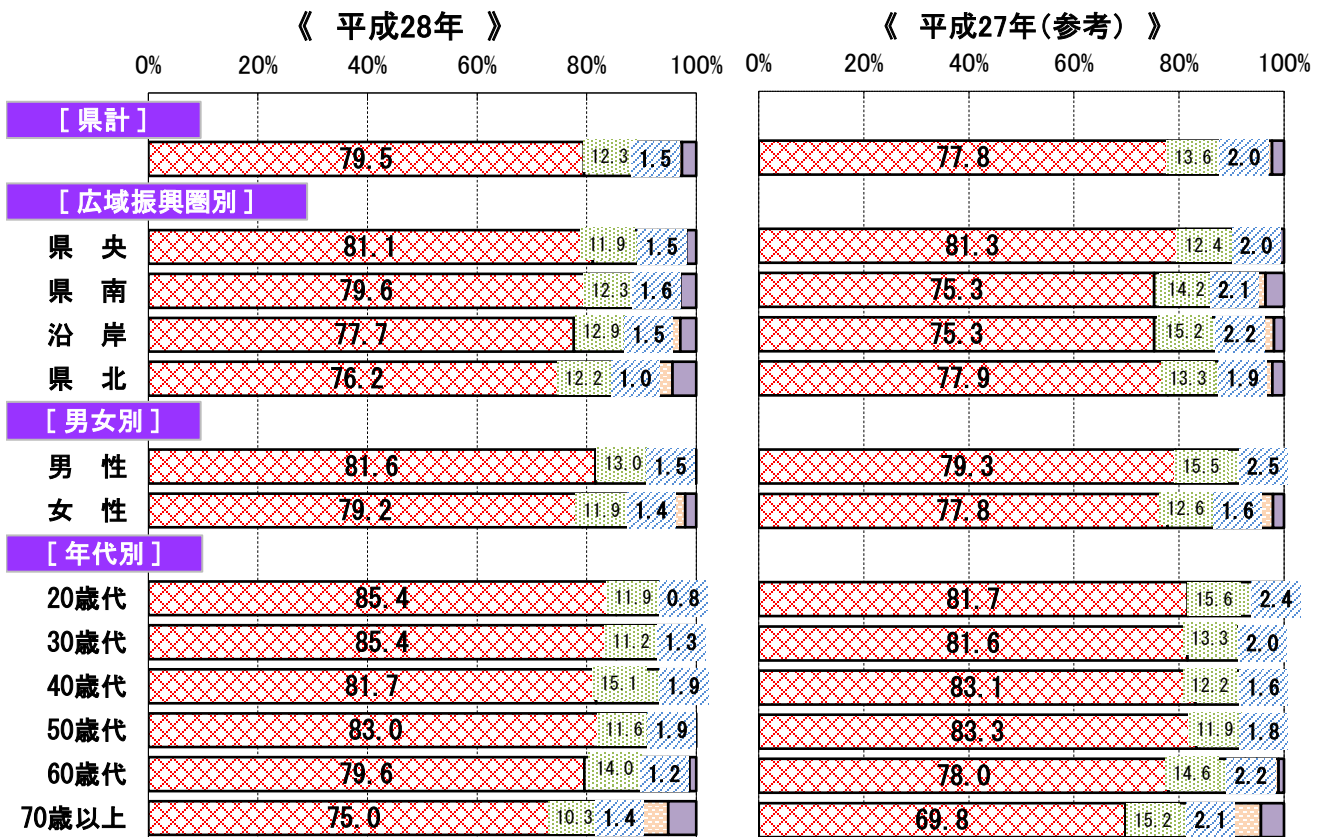 《 平成28年 》 《 平成27年(参考) 》
0% 20% 40% 60% 80% 100% 0% 20% 40% 60% 80% 100%
[ 県計 ]
79.5 12.3 1.5 77.8 13.6 2.0
[ 広域振興圏別 ]
県 央 81.1 11.9 1.5 81.3 12.4 2.0
県 南 79.6 12.3 1.6 75.3 14.2 2.1
沿 岸 77.7 12.9 1.5 75.3 15.2 2.2
県 北 76.2 12.2 1.0 77.9 13.3 1.9
[ 男女別 ]
男 性 81.6 13.0 1.5 79.3 15.5 2.5
女 性 79.2 11.9 1.4 77.8 12.6 1.6
[ 年代別 ]
20歳代 85.4 11.9 0.8 81.7 15.6 2.4
30歳代 85.4 11.2 1.3 81.6 13.3 2.0
40歳代 81.7 15.1 1.9 83.1 12.2 1.6
50歳代 83.0 11.6 1.9 83.3 11.9 1.8
60歳代 79.6 14.0 1.2 78.0 14.6 2.2
70歳以上 75.0 10.3 1.4 69.8 15.2 2.1